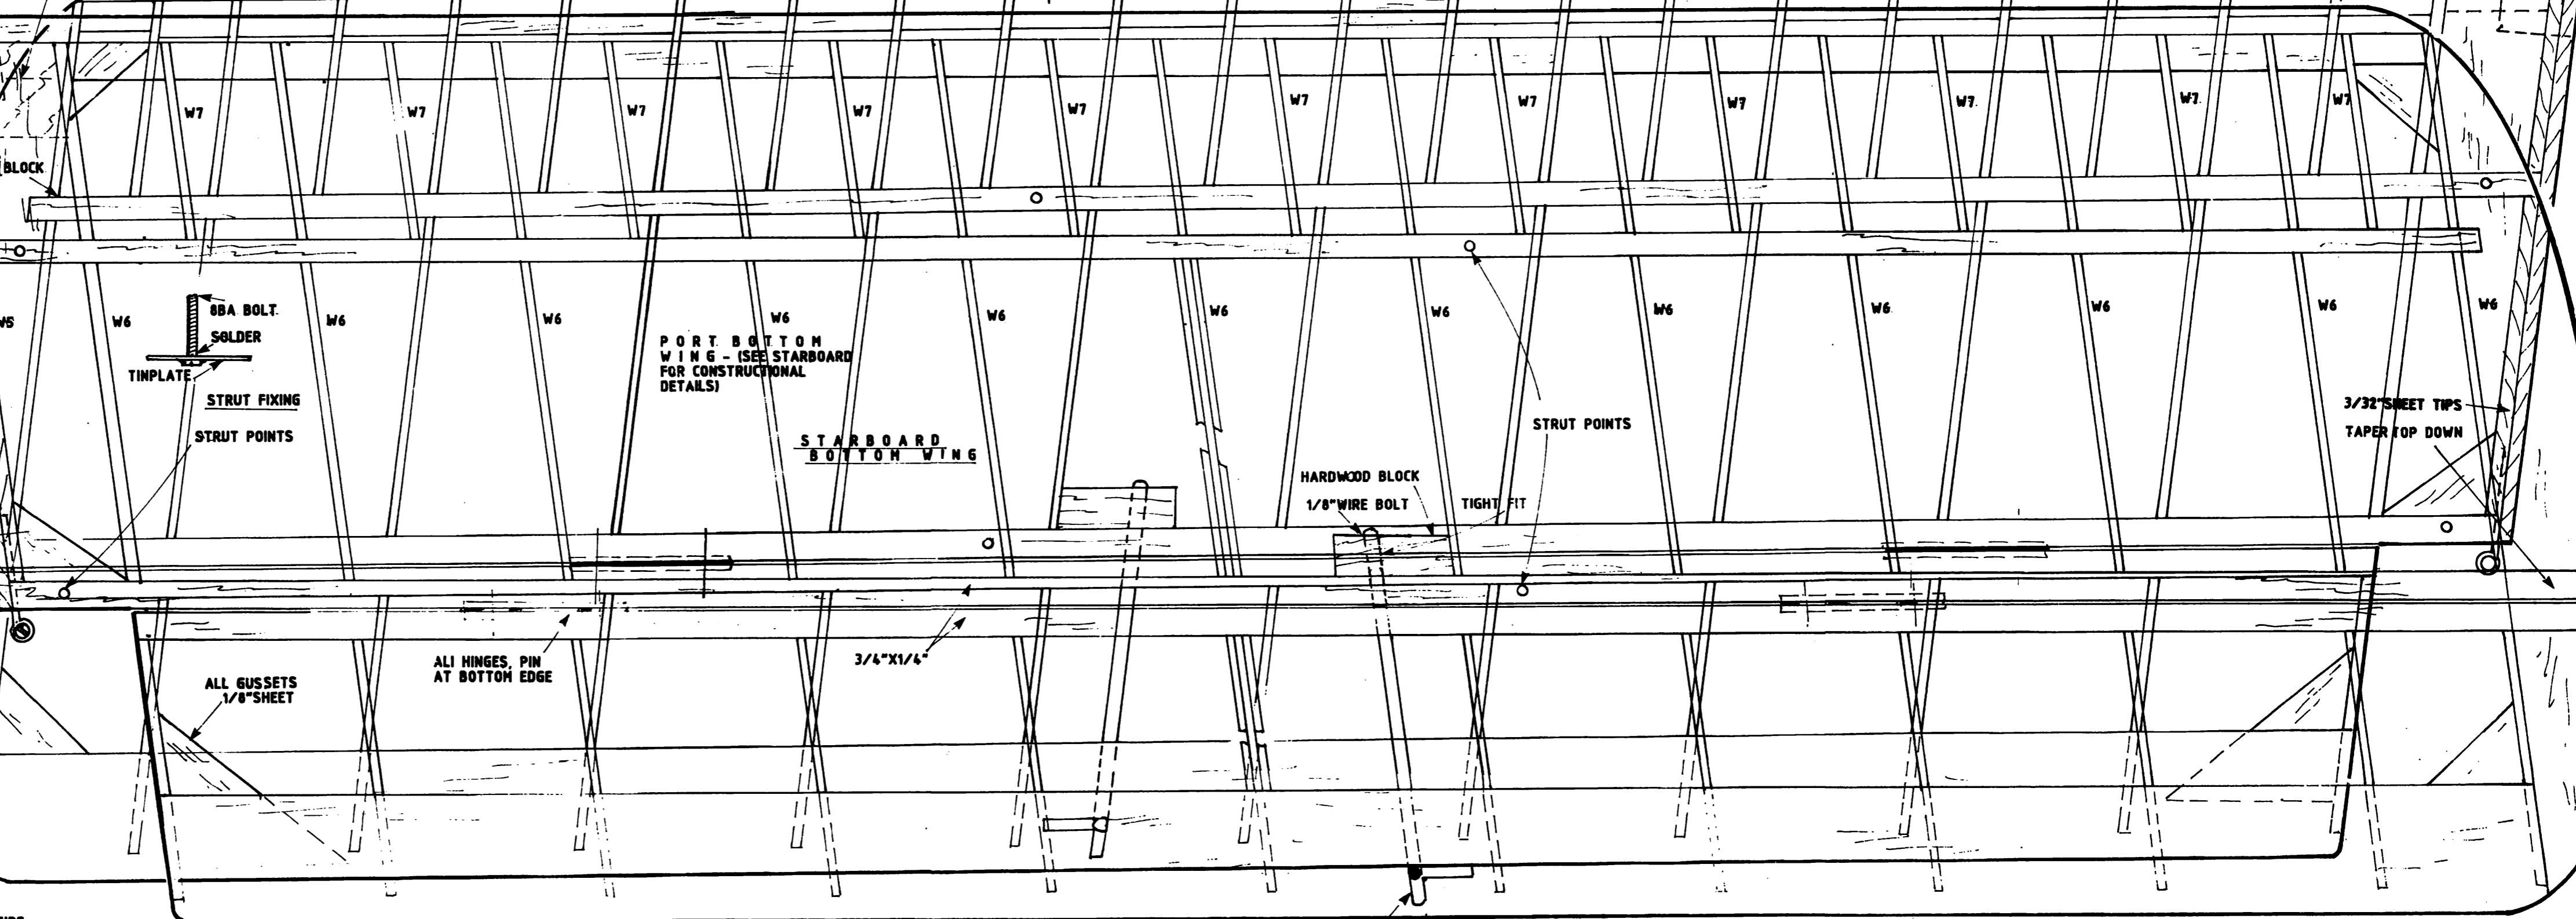 W7
W7
W7
W7
W7
W7
W7
W7
W7
W7
W7
BLOCK
W5
W6
W6
W6
W6
W6
W6
W6
W6
W6
W6
W6
W6
8BA BOLT.
SOLDER
TINPLATE
STRUT FIXING
STRUT POINTS
PORT BOTTOM
WING - (SEE STARBOARD
FOR CONSTRUCTIONAL
DETAILS)
STARBOARD
BOTTOM WING
HARDWOOD BLOCK
1/8" WIRE BOLT
TIGHT FIT
STRUT POINTS
3/32" SHEET TIPS
TAPER TOP DOWN
ALI HINGES, PIN
AT BOTTOM EDGE
3/4"X1/4"
ALL GUSSETS
1/8" SHEET